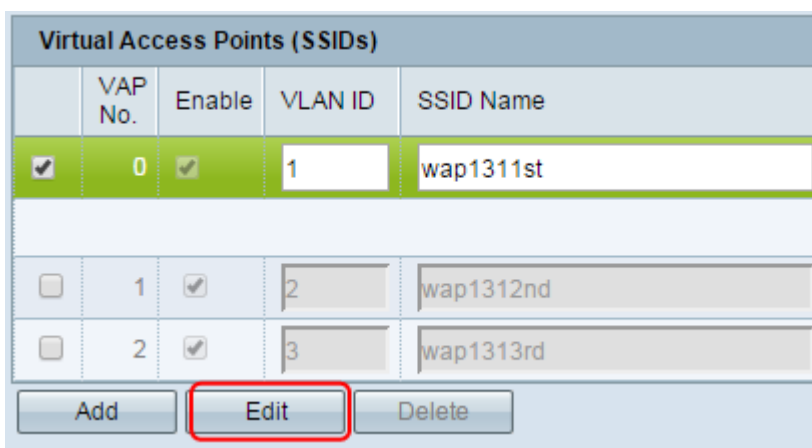 Virtual Access Points (SSIDs)
VAP No. Enable VLAN ID SSID Name
0 1 wap1311st
1 2 wap1312nd
2 3 wap1313rd
Add Edit Delete